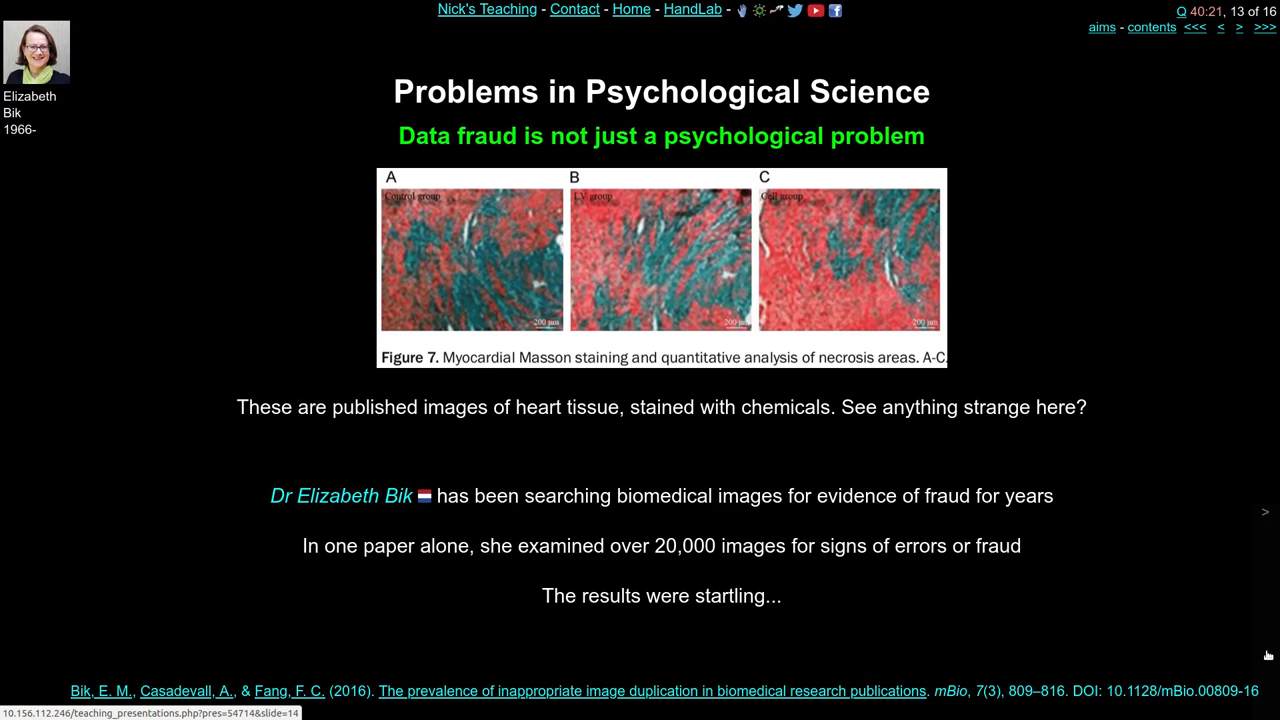 Nick's Teaching - Contact - Home - HandLab -
Q 40:21, 13 of 16
aims - contents <<< < > >>>
Elizabeth
Bik
1966-
Problems in Psychological Science
Data fraud is not just a psychological problem
A B C
Control group LV group Cell group
200 µm 200 µm 200 µm
Figure 7. Myocardial Masson staining and quantitative analysis of necrosis areas. A-C.
These are published images of heart tissue, stained with chemicals. See anything strange here?
Dr Elizabeth Bik has been searching biomedical images for evidence of fraud for years
>
In one paper alone, she examined over 20,000 images for signs of errors or fraud
The results were startling...
Bik, E. M., Casadevall, A., & Fang, F. C. (2016). The prevalence of inappropriate image duplication in biomedical research publications. mBio, 7(3), 809–816. DOI: 10.1128/mBio.00809-16
10.156.112.246/teaching_presentations.php?pres=54714&slide=14